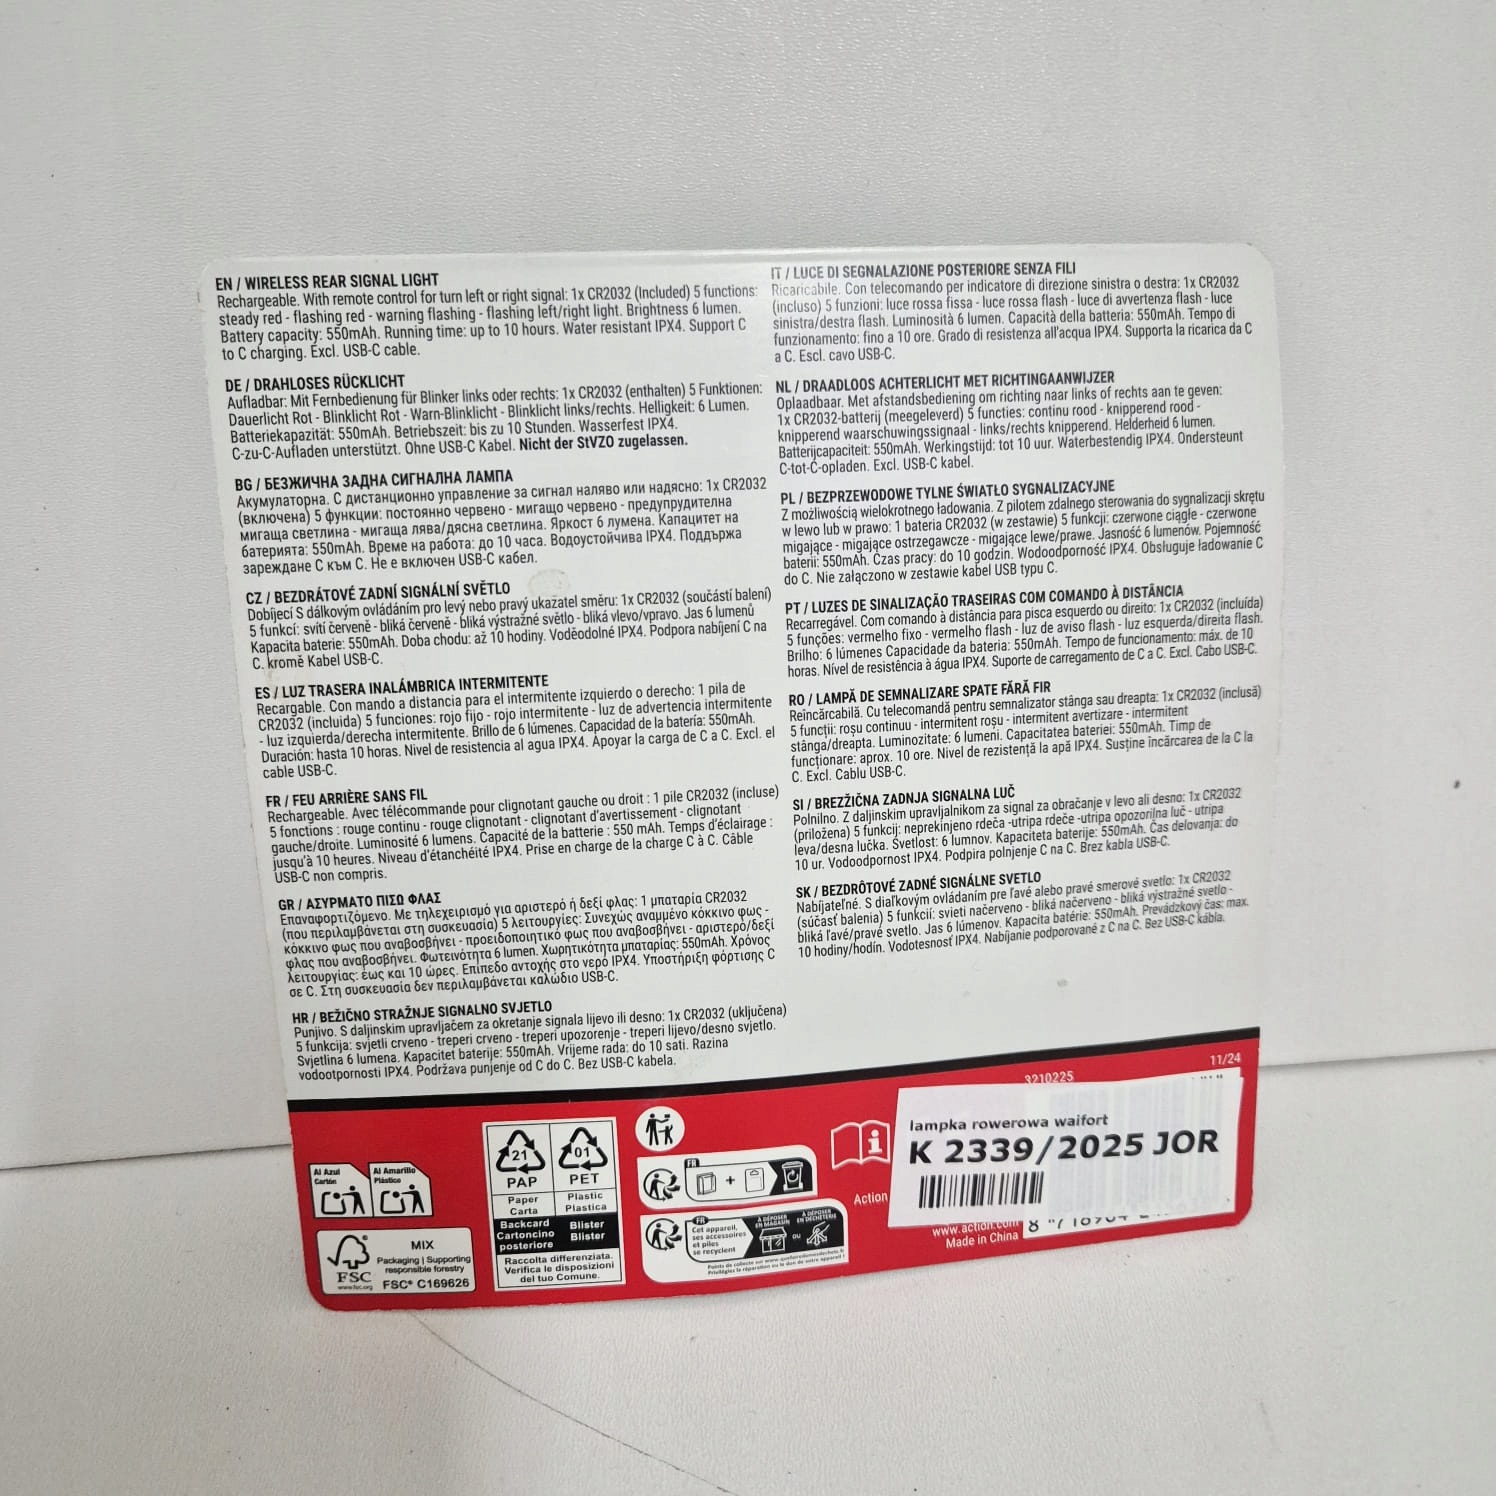 EN / WIRELESS REAR SIGNAL LIGHT
Rechargeable. With remote control for turn left or right signal: 1x CR2032 (Included) 5 functions:
steady red - flashing red - warning flashing - flashing left/right light. Brightness 6 lumen.
Battery capacity: 550mAh. Running time: up to 10 hours. Water resistant IPX4. Support C
to C charging. Excl. USB-C cable.
DE / DRAHLOSES RÜCKLICHT
Aufladbar: Mit Fernbedienung für Blinker links oder rechts: 1x CR2032 (enthalten) 5 Funktionen:
Dauerlicht Rot - Blinklicht Rot - Warn-Blinklicht - Blinklicht links/rechts. Helligkeit: 6 Lumen.
Batteriekapazität: 550mAh. Betriebszeit: bis zu 10 Stunden. Wasserfest IPX4.
C-zu-C-Aufladen unterstützt. Ohne USB-C Kabel. Nicht der StVZO zugelassen.
BG / БЕЗЖИЧНА ЗАДНА СИГНАЛНА ЛАМПА
Акумулаторна. С дистанционно управление за сигнал наляво или надясно: 1x CR2032
(включена) 5 функции: постоянно червено - мигащо червено - предупредителна
мигаща светлина - мигаща лява/дясна светлина. Яркост 6 лумена. Капацитет на
батерията: 550mAh. Време на работа: до 10 часа. Водоустойчива IPX4. Поддържа
зареждане C към C. Не е включен USB-C кабел.
CZ / BEZDRÁTOVÉ ZADNÍ SIGNÁLNÍ SVĚTLO
Dobíjecí S dálkovým ovládáním pro levý nebo pravý ukazatel směru: 1x CR2032 (součástí balení)
5 funkcí: svítí červeně - bliká červeně - bliká výstražné světlo - bliká vlevo/vpravo. Jas 6 lumenů
Kapacita baterie: 550mAh. Doba chodu: až 10 hodiny. Voděodolné IPX4. Podpora nabíjení C na
C. kromě Kabel USB-C.
ES / LUZ TRASERA INALÁMBRICA INTERMITENTE
Recargable. Con mando a distancia para el intermitente izquierdo o derecho: 1 pila de
CR2032 (incluida) 5 funciones: rojo fijo - rojo intermitente - luz de advertencia intermitente
- luz izquierda/derecha intermitente. Brillo de 6 lúmenes. Capacidad de la batería: 550mAh.
Duración: hasta 10 horas. Nivel de resistencia al agua IPX4. Apoyar la carga de C a C. Excl. el
cable USB-C.
FR / FEU ARRIÈRE SANS FIL
Rechargeable. Avec télécommande pour clignotant gauche ou droit : 1 pile CR2032 (incluse)
5 fonctions : rouge continu - rouge clignotant - clignotant d'avertissement - clignotant
gauche/droite. Luminosité 6 lumens. Capacité de la batterie : 550 mAh. Temps d'éclairage :
jusqu'à 10 heures. Niveau d'étanchéité IPX4. Prise en charge de la charge C à C. Câble
USB-C non compris.
GR / ΑΣΥΡΜΑΤΟ ΠΙΣΩ ΦΛΑΣ
Επαναφορτιζόμενο. Με τηλεχειρισμό για αριστερό ή δεξί φλας: 1 μπαταρία CR2032
(που περιλαμβάνεται στη συσκευασία) 5 λειτουργίες: Συνεχώς αναμμένο κόκκινο φως -
κόκκινο φως που αναβοσβήνει - προειδοποιητικό φως που αναβοσβήνει - αριστερό/δεξί
φλας που αναβοσβήνει. Φωτεινότητα 6 lumen. Χωρητικότητα μπαταρίας: 550mAh. Χρόνος
λειτουργίας: έως και 10 ώρες. Επίπεδο αντοχής στο νερό IPX4. Υποστήριξη φόρτισης C
σε C. Στη συσκευασία δεν περιλαμβάνεται καλώδιο USB-C.
HR / BEŽIČNO STRAŽNJE SIGNALNO SVJETLO
Punjivo. S daljinskim upravljačem za okretanje signala lijevo ili desno: 1x CR2032 (uključena)
5 funkcija: svjetli crveno - treperi crveno - treperi upozorenje - treperi lijevo/desno svjetlo.
Svjetlina 6 lumena. Kapacitet baterije: 550mAh. Vrijeme rada: do 10 sati. Razina
vodootpornosti IPX4. Podržava punjenje od C do C. Bez USB-C kabela.
IT / LUCE DI SEGNALAZIONE POSTERIORE SENZA FILI
Ricaricabile. Con telecomando per indicatore di direzione sinistra o destra: 1x CR2032
(incluso) 5 funzioni: luce rossa fissa - luce rossa flash - luce di avvertenza flash - luce
sinistra/destra flash. Luminosità 6 lumen. Capacità della batteria: 550mAh. Tempo di
funzionamento: fino a 10 ore. Grado di resistenza all'acqua IPX4. Supporta la ricarica da C
a C. Escl. cavo USB-C.
NL / DRAADLOOS ACHTERLICHT MET RICHTINGAANWIJZER
Oplaadbaar. Met afstandsbediening om richting naar links of rechts aan te geven:
1x CR2032-batterij (meegeleverd) 5 functies: continu rood - knipperend rood -
knipperend waarschuwingssignaal - links/rechts knipperend. Helderheid 6 lumen.
Batterijcapaciteit: 550mAh. Werkingstijd: tot 10 uur. Waterbestendig IPX4. Ondersteunt
C-tot-C-opladen. Excl. USB-C kabel.
PL / BEZPRZEWODOWE TYLNE ŚWIATŁO SYGNALIZACYJNE
Z możliwością wielokrotnego ładowania. Z pilotem zdalnego sterowania do sygnalizacji skrętu
w lewo lub w prawo: 1 bateria CR2032 (w zestawie) 5 funkcji: czerwone ciągłe - czerwone
migające - migające ostrzegawcze - migające lewe/prawe. Jasność 6 lumenów. Pojemność
baterii: 550mAh. Czas pracy: do 10 godzin. Wodoodporność IPX4. Obsługuje ładowanie C
do C. Nie załączono w zestawie kabel USB typu C.
PT / LUZES DE SINALIZAÇÃO TRASEIRAS COM COMANDO À DISTÂNCIA
Recarregável. Com comando à distância para pisca esquerdo ou direito: 1x CR2032 (incluída)
5 funções: vermelho fixo - vermelho flash - luz de aviso flash - luz esquerda/direita flash.
Brilho: 6 lúmenes Capacidade da bateria: 550mAh. Tempo de funcionamento: máx. de 10
horas. Nível de resistência à água IPX4. Suporte de carregamento de C a C. Excl. Cabo USB-C.
RO / LAMPĂ DE SEMNALIZARE SPATE FĂRĂ FIR
Reîncărcabilă. Cu telecomandă pentru semnalizator stânga sau dreapta: 1x CR2032 (inclusă)
5 funcții: roșu continuu - intermitent roșu - intermitent avertizare - intermitent
stânga/dreapta. Luminozitate: 6 lumeni. Capacitatea bateriei: 550mAh. Timp de
funcționare: aprox. 10 ore. Nivel de rezistență la apă IPX4. Susține încărcarea de la C la
C. Excl. Cablu USB-C.
SI / BREZŽIČNA ZADNJA SIGNALNA LUČ
Polnilno. Z daljinskim upravljalnikom za signal za obračanje v levo ali desno: 1x CR2032
(priložena) 5 funkcij: neprekinjeno rdeča -utripa rdeče -utripa opozorilna luč - utripa
leva/desna lučka. Svetlost: 6 lumnov. Kapaciteta baterije: 550mAh. Čas delovanja: do
10 ur. Vodoodpornost IPX4. Podpira polnjenje C na C. Brez kabla USB-C.
SK / BEZDRÔTOVÉ ZADNÉ SIGNÁLNE SVETLO
Nabíjateľné. S diaľkovým ovládaním pre ľavé alebo pravé smerové svetlo: 1x CR2032
(súčasť balenia) 5 funkcií: svieti načerveno - bliká načerveno - bliká výstražné svetlo -
bliká ľavé/pravé svetlo. Jas 6 lúmenov. Kapacita batérie: 550mAh. Prevádzkový čas: max.
10 hodiny/hodín. Vodotesnosť IPX4. Nabíjanie podporované z C na C. Bez USB-C kábla.
11/24
3210225
lampka rowerowa waifort
K 2339/2025 JOR
Action
www.action.com
Made in China
Al Azul
Cartón
Al Amarillo
Plástico
FSC
www.fsc.org
MIX
Packaging | Supporting
responsible forestry
FSC® C169626
21
PAP
01
PET
Paper
Carta
Plastic
Plastica
Backcard
Cartoncino
posteriore
Blister
Blister
Raccolta differenziata.
Verifica le disposizioni
del tuo Comune.
FR
+
FR
Cet appareil,
ses accessoires
et piles
se recyclent
À DÉPOSER
EN MAGASIN
OU
À DÉPOSER
EN DÉCHÈTERIE